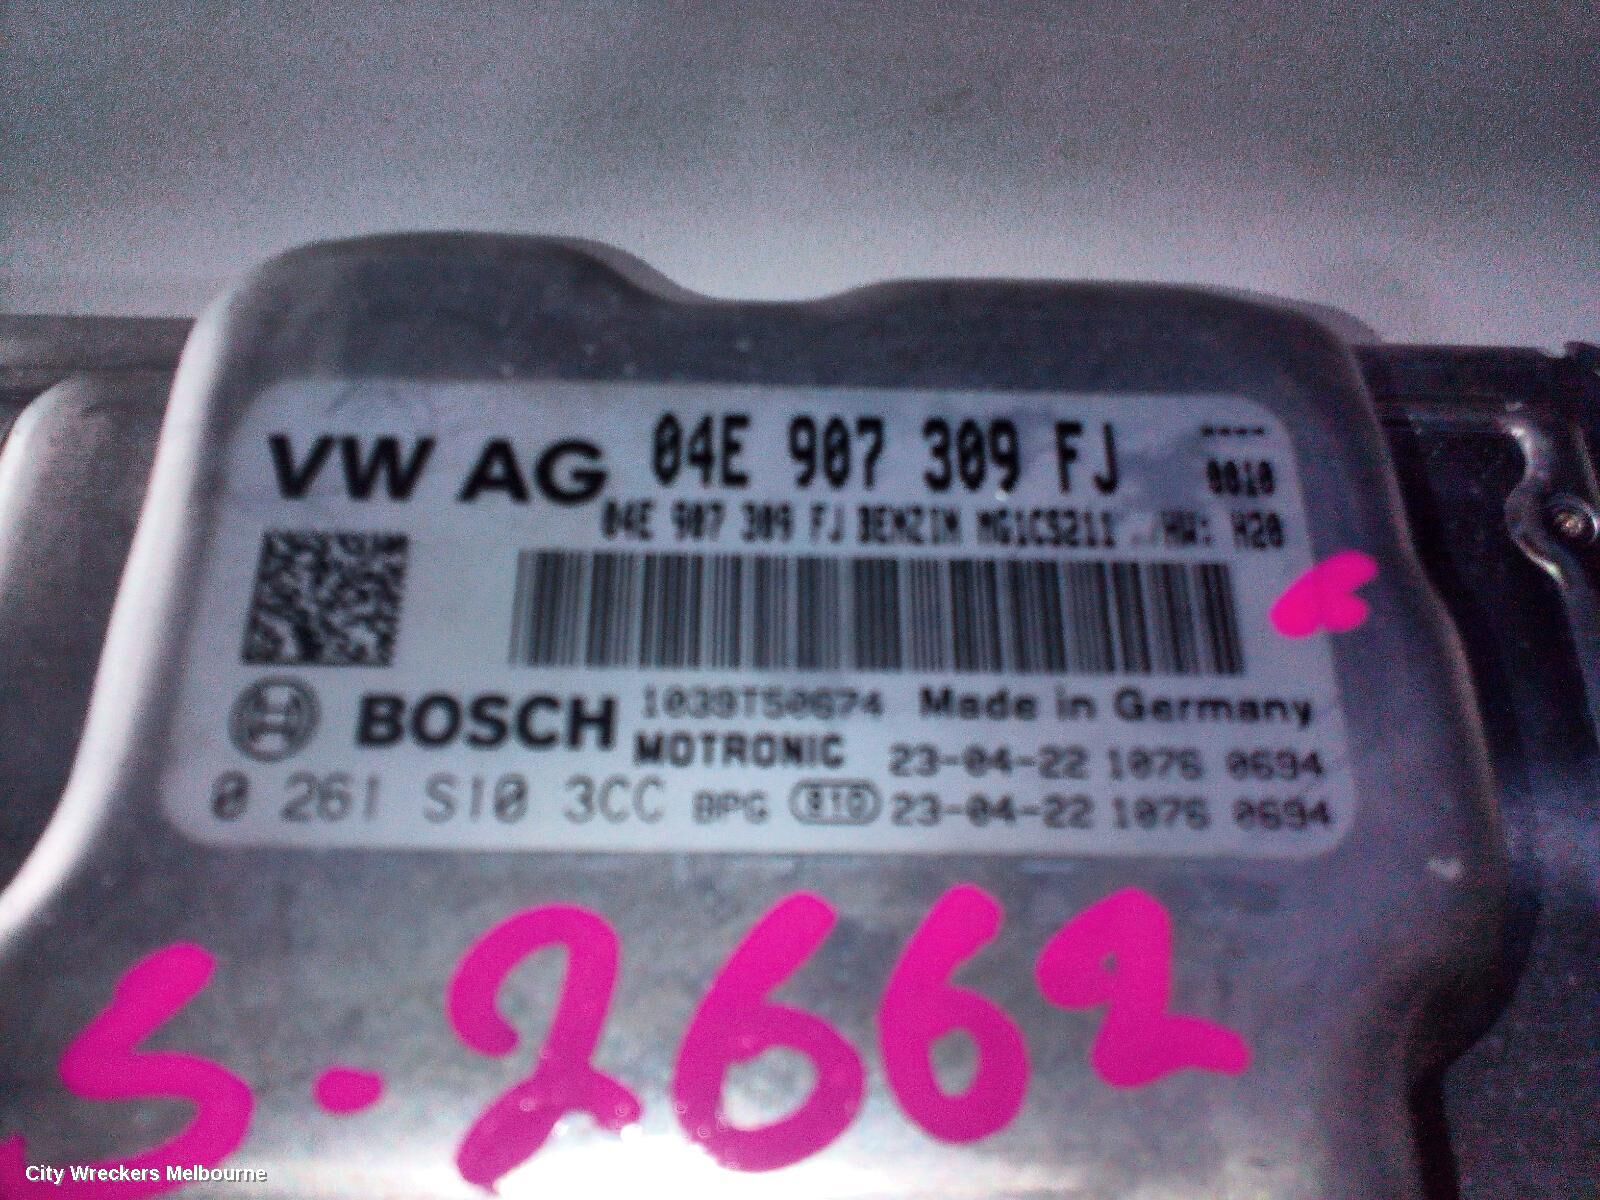 VW AG 04E 907 309 FJ ----
0010
04E 907 309 FJ BENZIN MG1CS211 ../HW: H20
BOSCH 1039T50674 Made in Germany
MOTRONIC 23-04-22 1076 0694
0 261 S10 3CC BPG 810 23-04-22 1076 0694
S-2662
City Wreckers Melbourne